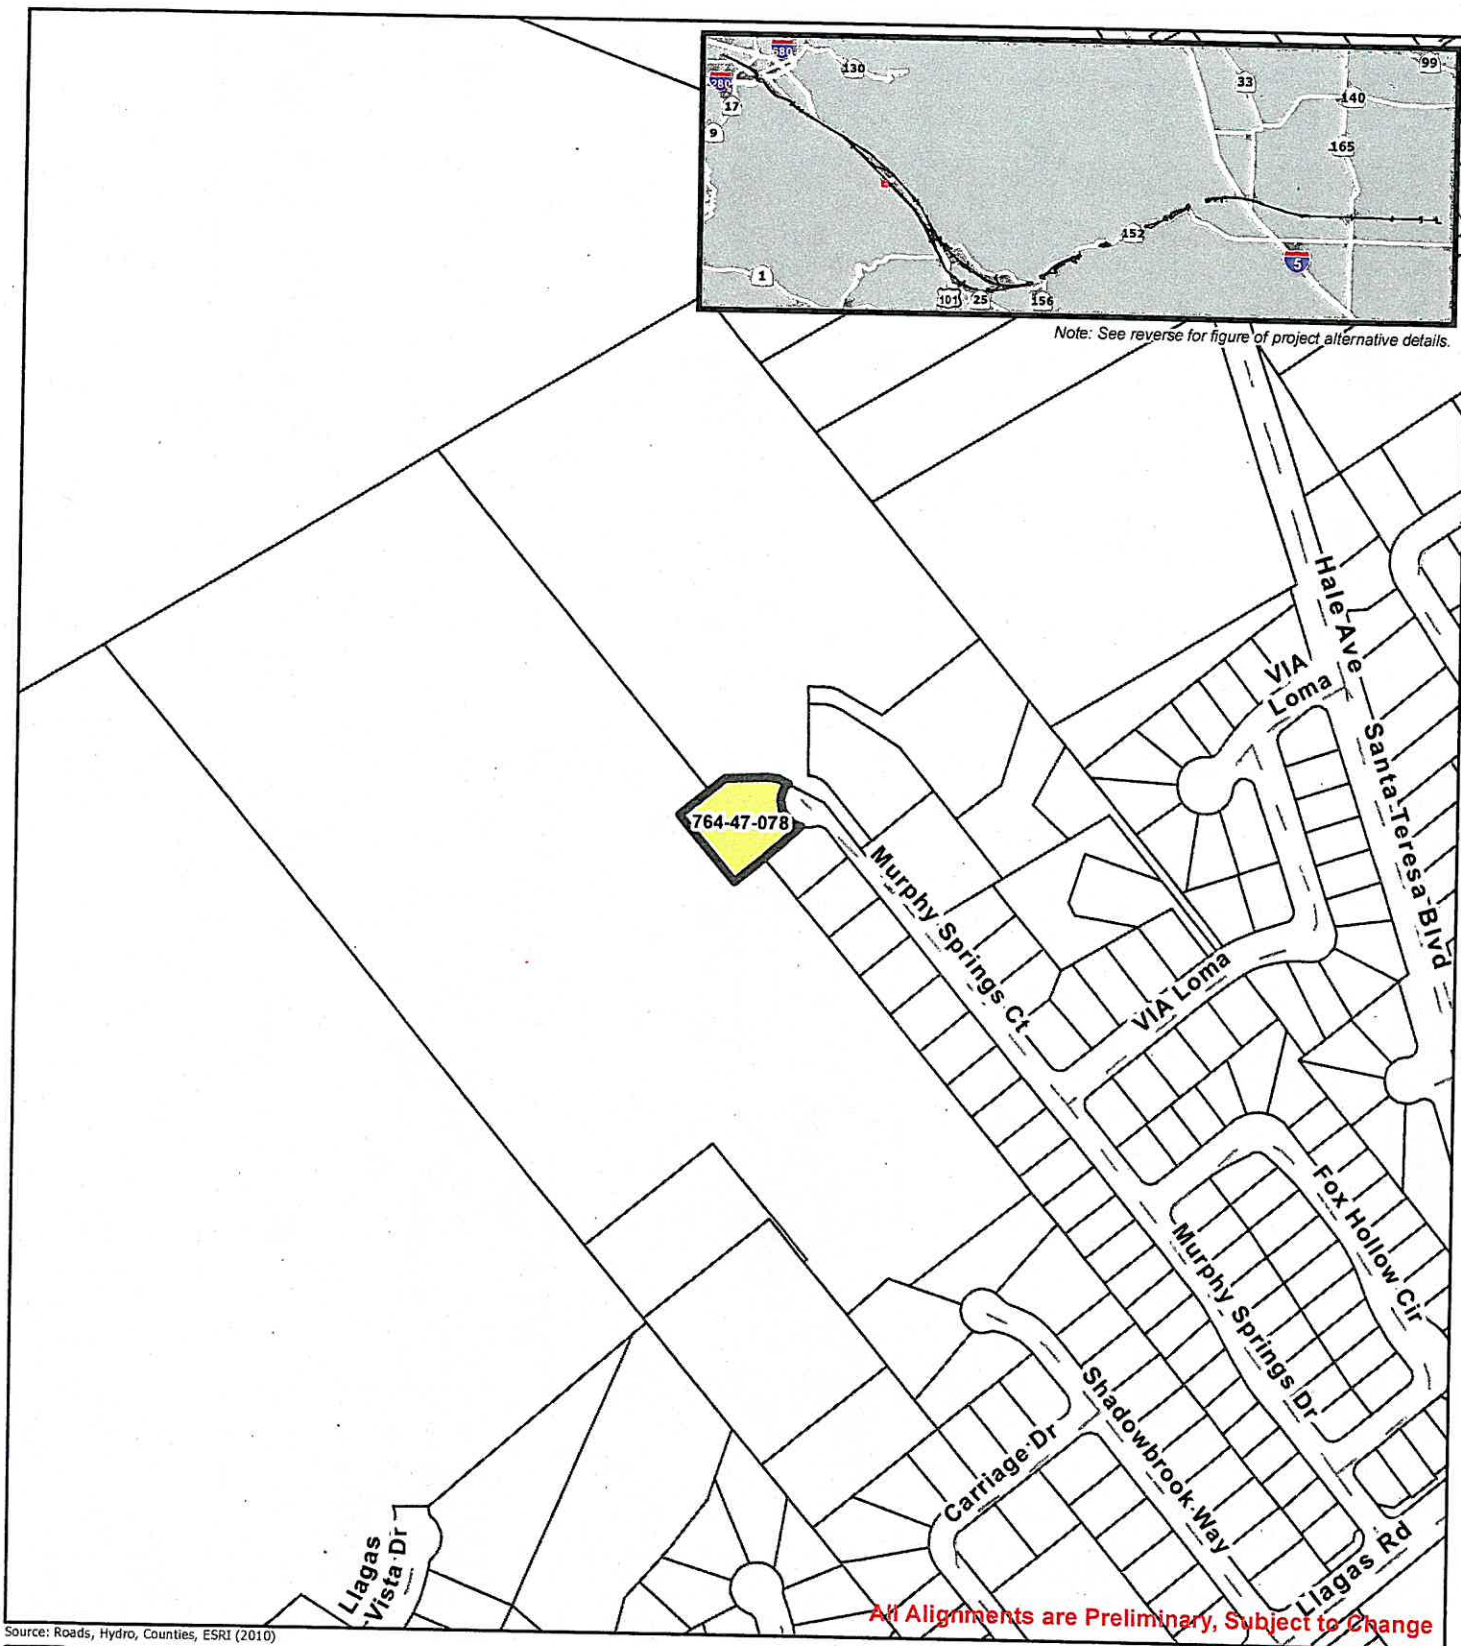 680
280
130
17
9
33
99
140
165
152
1
5
101
25
156
Note: See reverse for figure of project alternative details.
Hale Ave
VIA
Loma
Santa Teresa Blvd
764-47-078
Murphy Springs Ct
VIA Loma
Fox Hollow Cir
Murphy Springs Dr
Shadowbrook Way
Carriage Dr
Llagas
Vista Dr
Llagas Rd
All Alignments are Preliminary, Subject to Change
Source: Roads, Hydro, Counties, ESRI (2010)